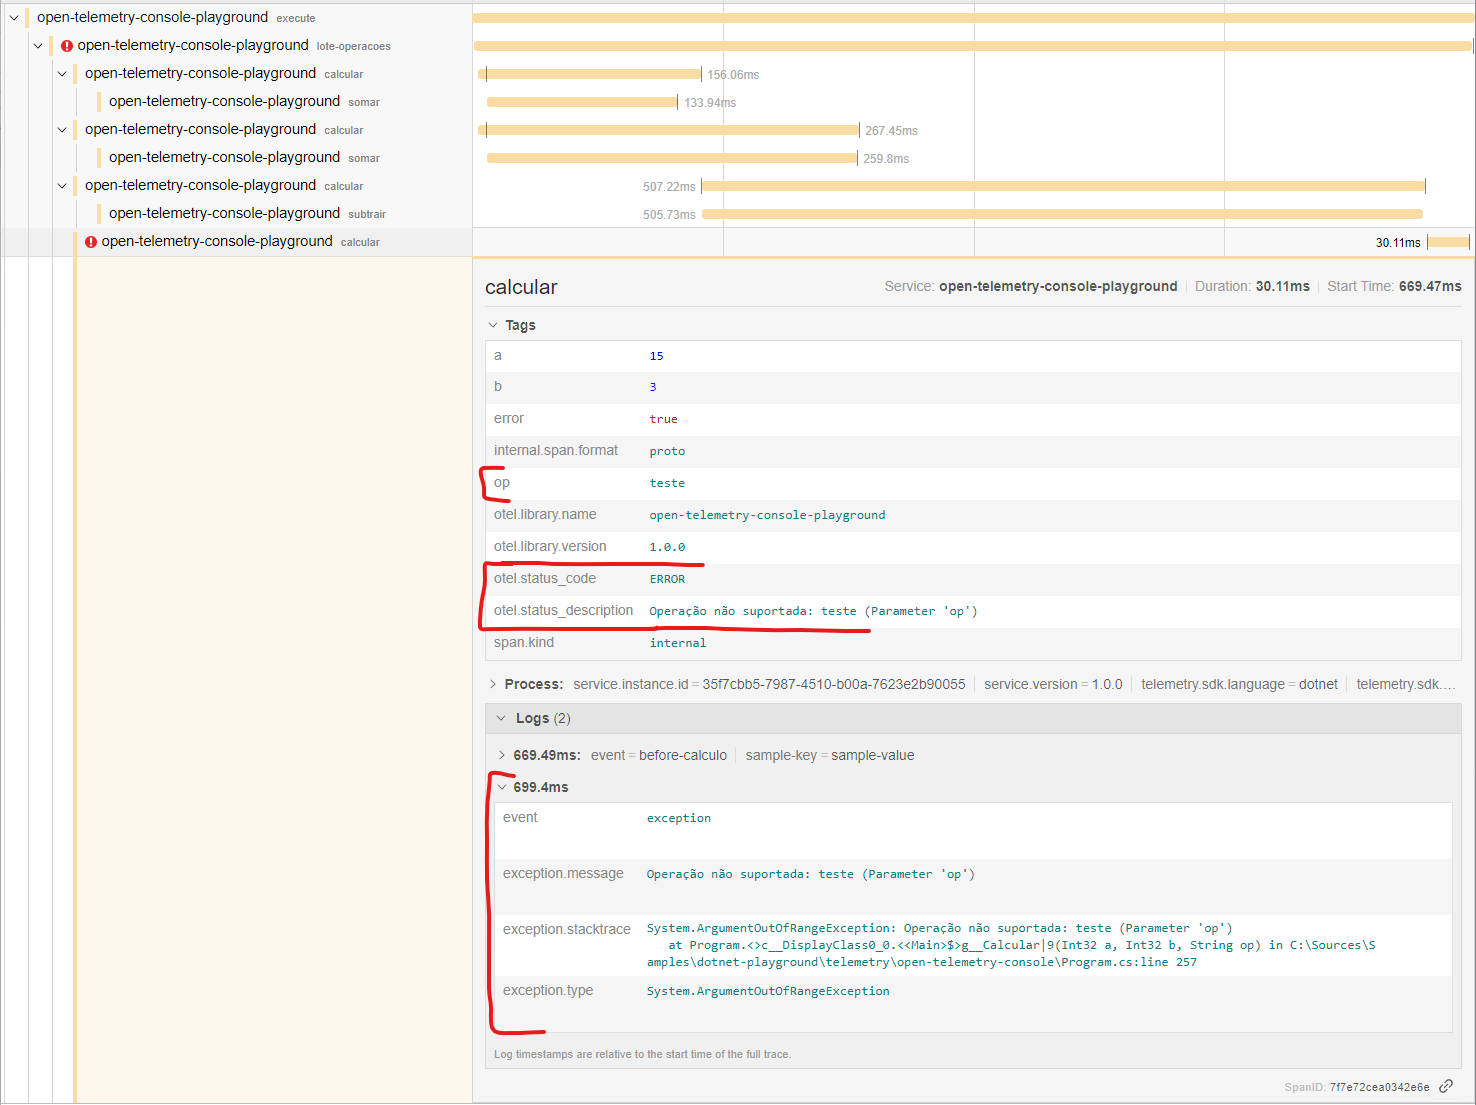 open-telemetry-console-playground execute
open-telemetry-console-playground lote-operacoes
open-telemetry-console-playground calcular 156.06ms
open-telemetry-console-playground somar 133.94ms
open-telemetry-console-playground calcular 267.45ms
open-telemetry-console-playground somar 259.8ms
open-telemetry-console-playground calcular 507.22ms
open-telemetry-console-playground subtrair 505.73ms
open-telemetry-console-playground calcular 30.11ms
calcular Service: open-telemetry-console-playground Duration: 30.11ms Start Time: 669.47ms
Tags
a 15
b 3
error true
internal.span.format proto
op teste
otel.library.name open-telemetry-console-playground
otel.library.version 1.0.0
otel.status_code ERROR
otel.status_description Operação não suportada: teste (Parameter 'op')
span.kind internal
Process: service.instance.id = 35f7cbb5-7987-4510-b00a-7623e2b90055 service.version = 1.0.0 telemetry.sdk.language = dotnet telemetry.sdk.…
Logs (2)
669.49ms: event = before-calculo sample-key = sample-value
699.4ms
event exception
exception.message Operação não suportada: teste (Parameter 'op')
exception.stacktrace System.ArgumentOutOfRangeException: Operação não suportada: teste (Parameter 'op')
at Program.<>c__DisplayClass0_0.<<Main>$>g__Calcular|9(Int32 a, Int32 b, String op) in C:\Sources\S
amples\dotnet-playground\telemetry\open-telemetry-console\Program.cs:line 257
exception.type System.ArgumentOutOfRangeException
Log timestamps are relative to the start time of the full trace.
SpanID: 7f7e72cea0342e6e